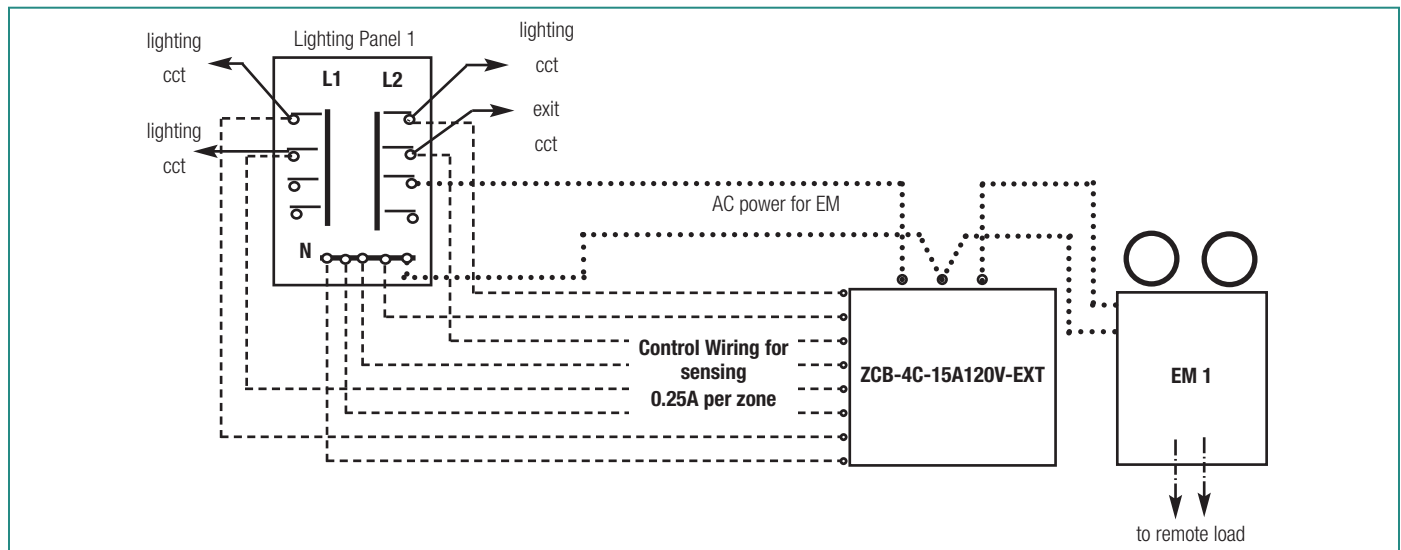 lighting
cct
Lighting Panel 1
lighting
cct
L1
L2
exit
cct
lighting
cct
AC power for EM
N
Control Wiring for
sensing
0.25A per zone
ZCB-4C-15A120V-EXT
EM 1
to remote load